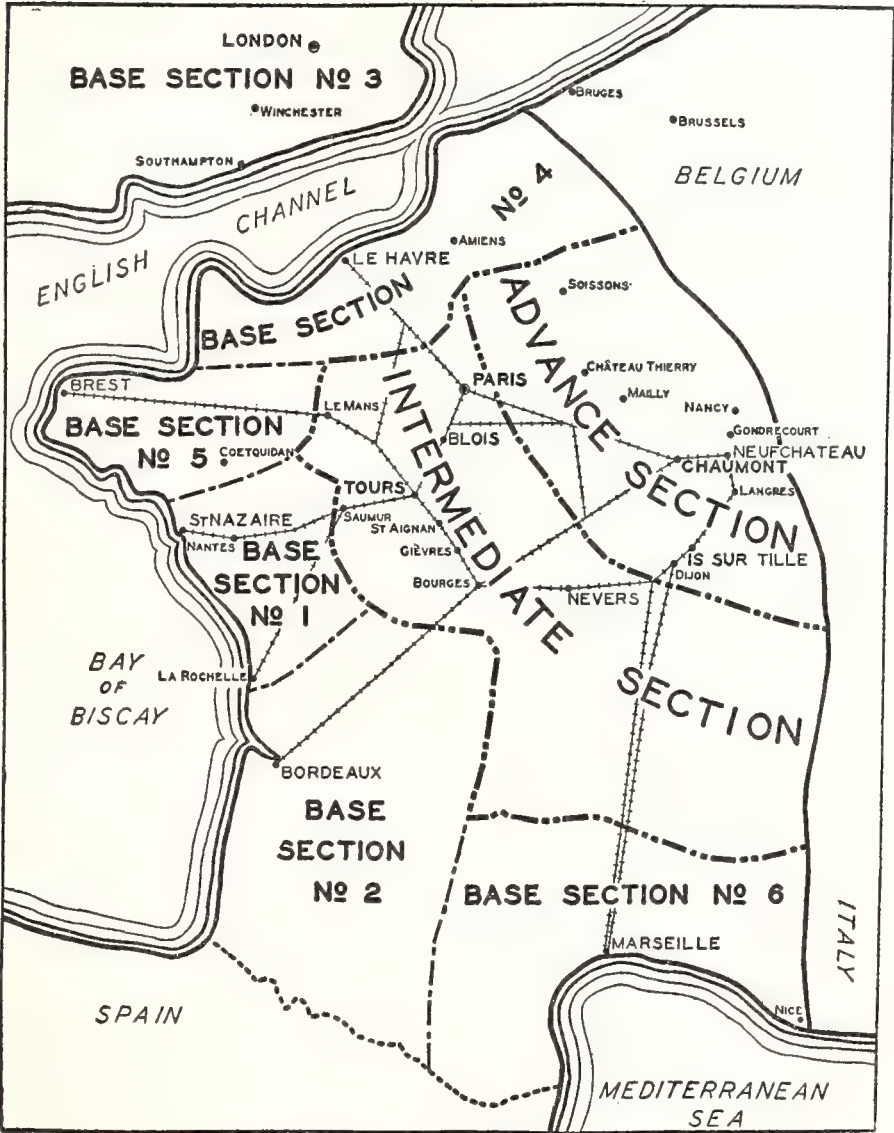 LONDON
BASE SECTION No 3
WINCHESTER
SOUTHAMPTON
BRUGES
BRUSSELS
BELGIUM
ENGLISH CHANNEL
No 4
AMIENS
LE HAVRE
BASE SECTION
SOISSONS
ADVANCE SECTION
CHÂTEAU THIERRY
MAILLY
NANCY
GONDRECOURT
NEUFCHATEAU
CHAUMONT
LANGRES
PARIS
BLOIS
INTERMEDIATE
BREST
LE MANS
BASE SECTION
No 5
COETQUIDAN
TOURS
ST NAZAIRE
SAUMUR
ST AIGNAN
NANTES
GIÈVRES
BASE
SECTION
No 1
BOURGES
NEVERS
IS SUR TILLE
DIJON
SECTION
BAY
OF
BISCAY
LA ROCHELLE
BORDEAUX
BASE
SECTION
No 2
BASE SECTION No 6
MARSEILLE
ITALY
NICE
SPAIN
MEDITERRANEAN
SEA